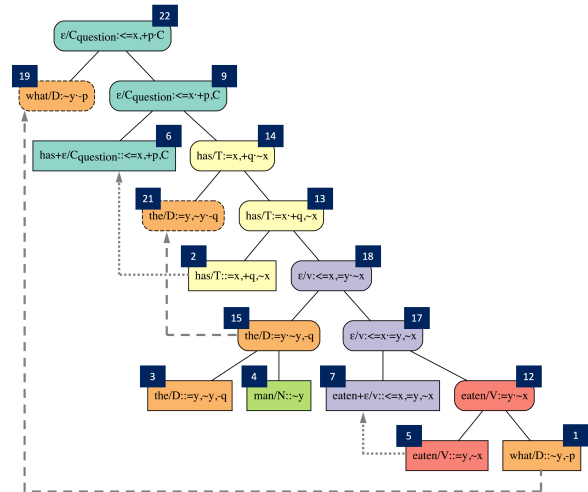 22
ε/Cquestion:<=x,+p·C
19
what/D:~y·-p
9
ε/Cquestion:<=x·+p,C
6
has+ε/Cquestion::<=x,+p,C
14
has/T:=x,+q·~x
21
the/D:=y,~y·-q
13
has/T:=x·+q,~x
2
has/T::=x,+q,~x
18
ε/v:<=x,=y·~x
15
the/D:=y·~y,-q
17
ε/v:<=x·=y,~x
3
the/D::=y,~y,-q
4
man/N::~y
7
eaten+ε/v::<=x,=y,~x
12
eaten/V:=y·~x
5
eaten/V::=y,~x
1
what/D::~y,-p